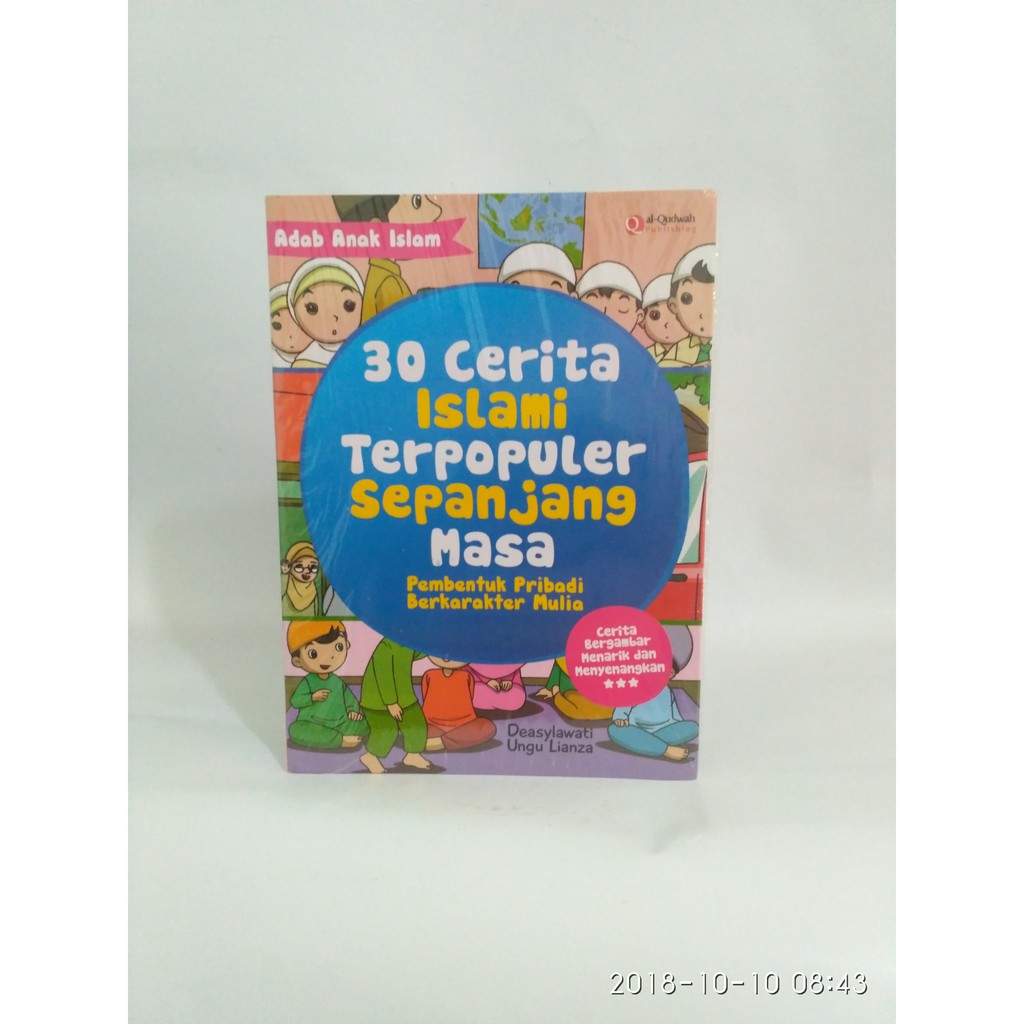 Adab Anak Islam
al-Qudwah
Publishing
30 Cerita
Islami
Terpopuler
Sepanjang
Masa
Pembentuk Pribadi
Berkarakter Mulia
Cerita
Bergambar
Menarik dan
Menyenangkan
Deasylawati
Ungu Lianza
2018-10-10 08:43